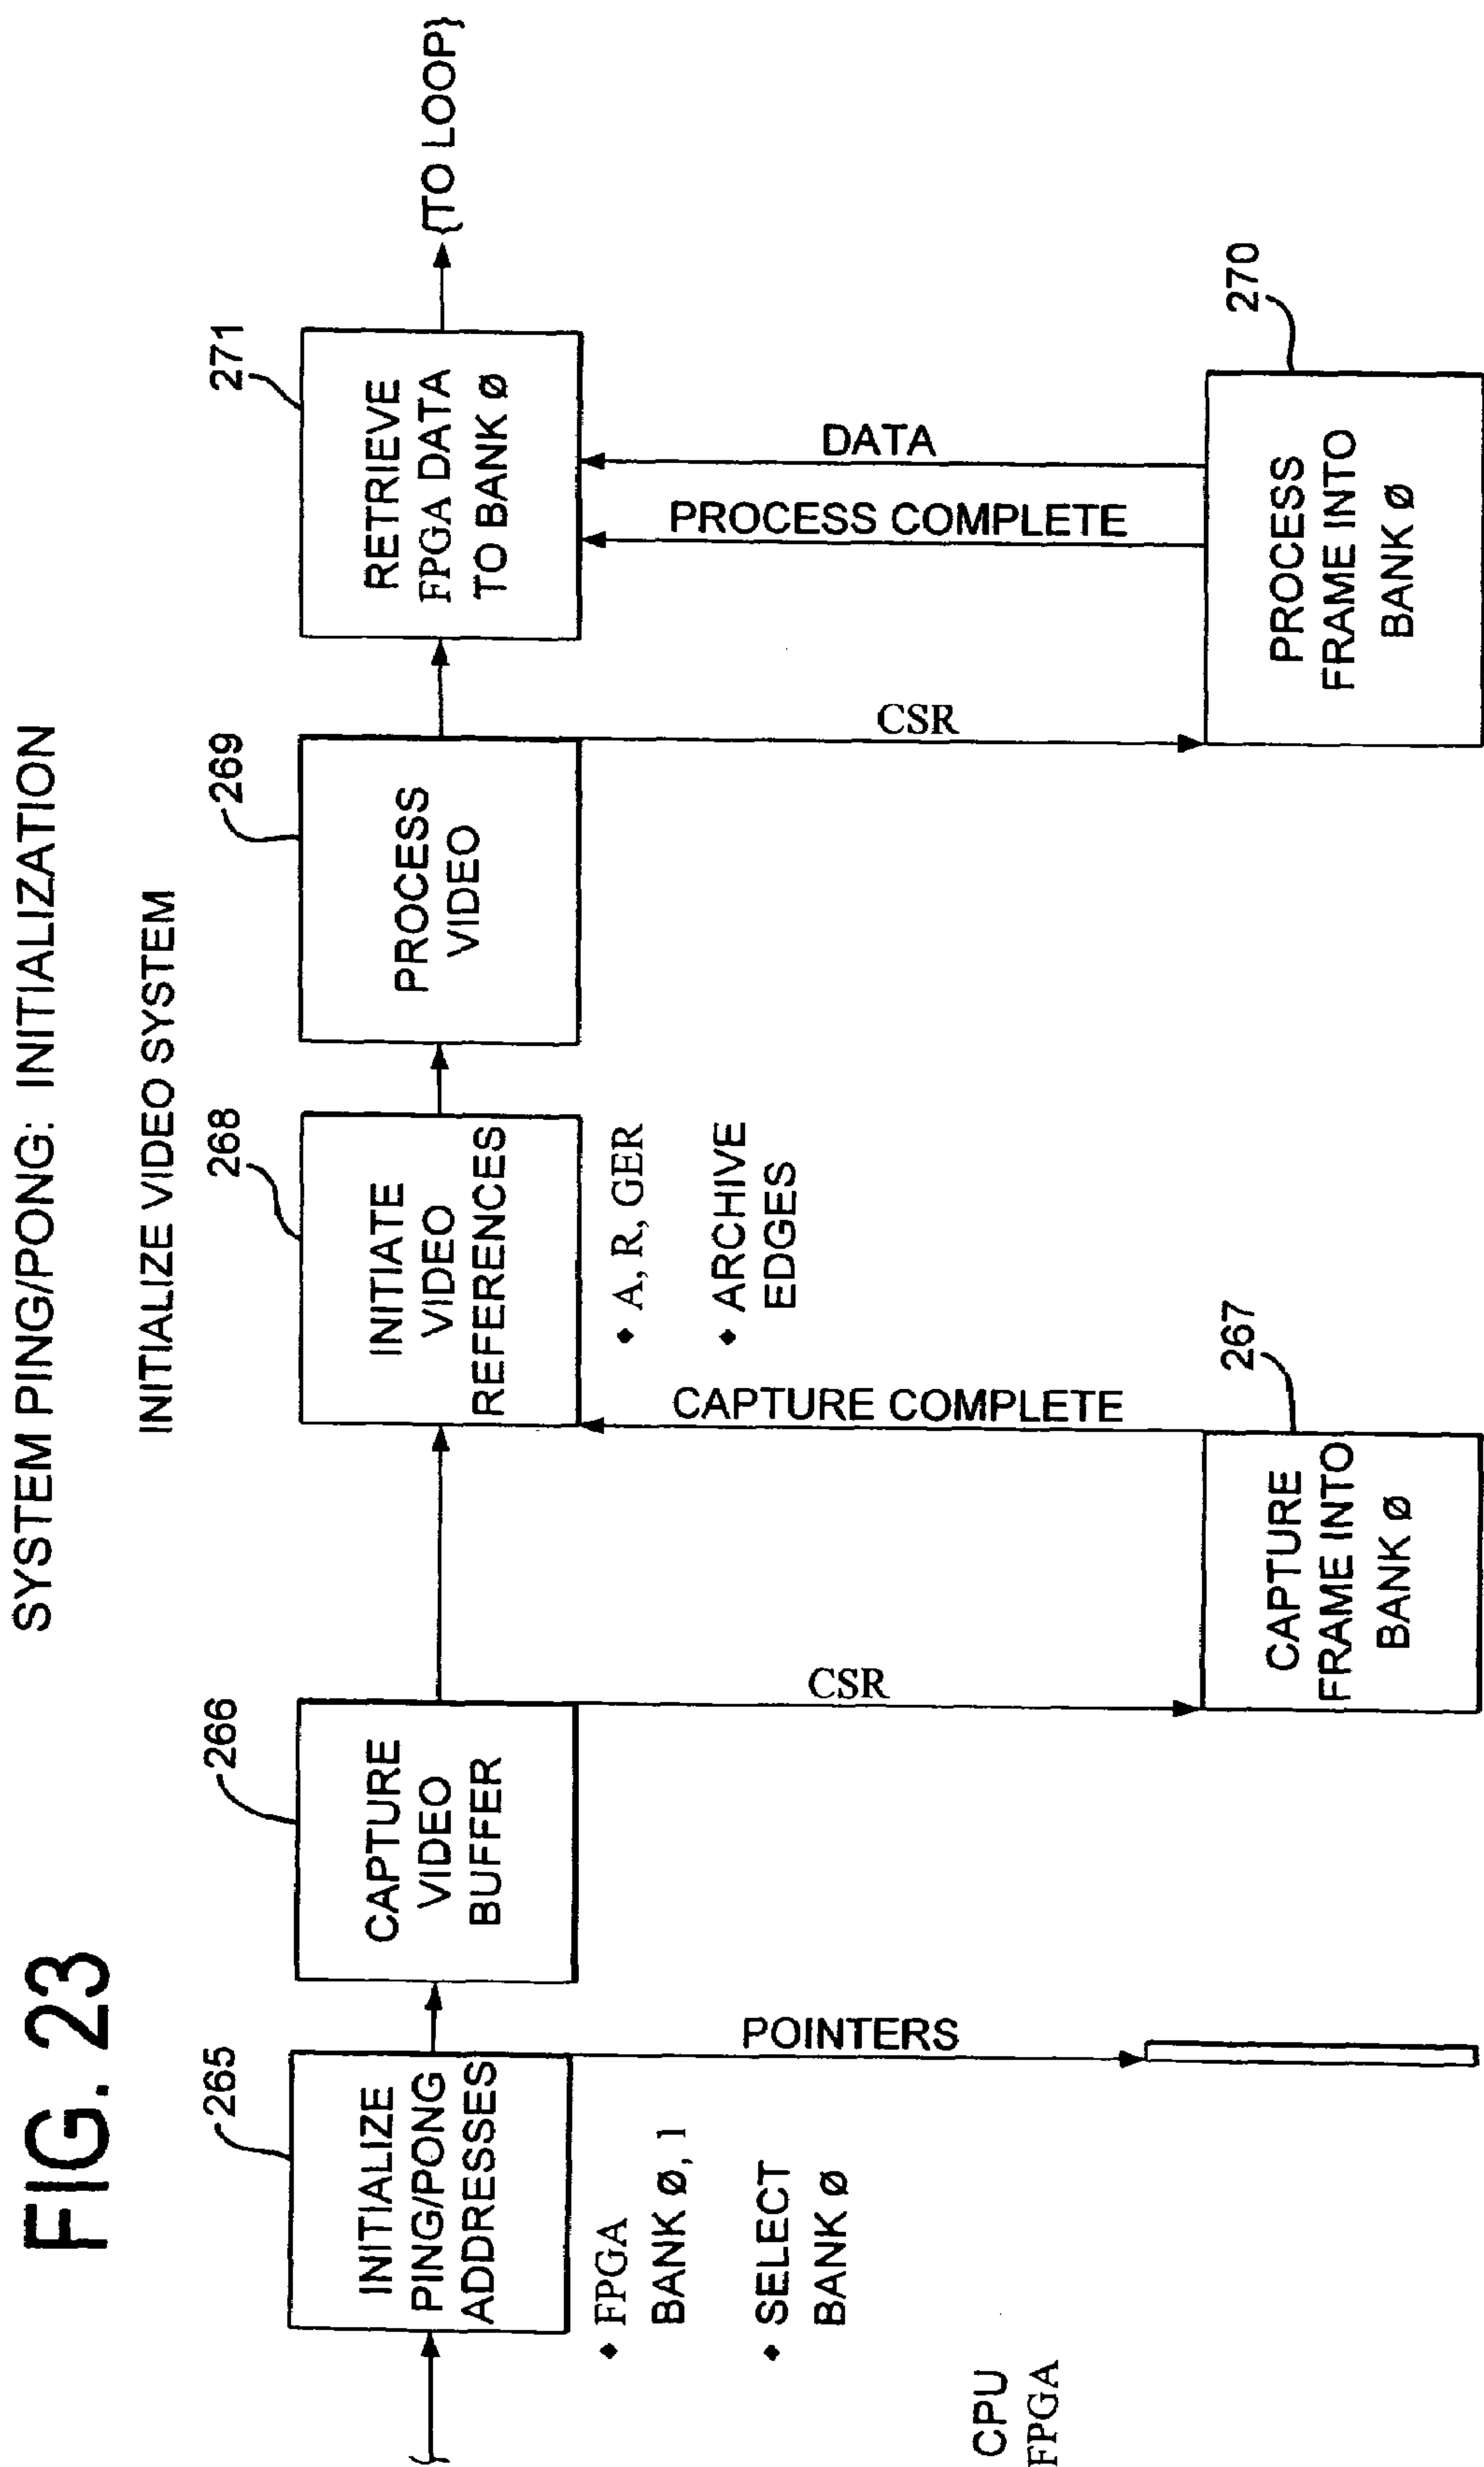 FIG. 23
SYSTEM PING/PONG: INITIALIZATION
INITIALIZE VIDEO SYSTEM
265
INITIALIZE
PING/PONG
ADDRESSES
• FPGA
BANK Ø, 1
• SELECT
BANK Ø
POINTERS
266
CAPTURE
VIDEO
BUFFER
CSR
267
CAPTURE
FRAME INTO
BANK Ø
CAPTURE COMPLETE
268
INITIATE
VIDEO
REFERENCES
• A, R, GER
• ARCHIVE
EDGES
269
PROCESS
VIDEO
CSR
270
PROCESS
FRAME INTO
BANK Ø
PROCESS COMPLETE
DATA
271
RETRIEVE
FPGA DATA
TO BANK Ø
{TO LOOP}
CPU
FPGA